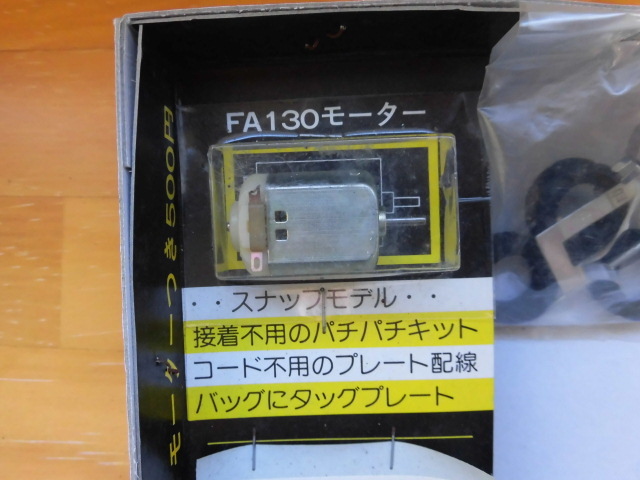 FA130モーター
・・スナップモデル・・
接着不用のパチパチキット
コード不用のプレート配線
バッグにタッグプレート
モーターつき500円